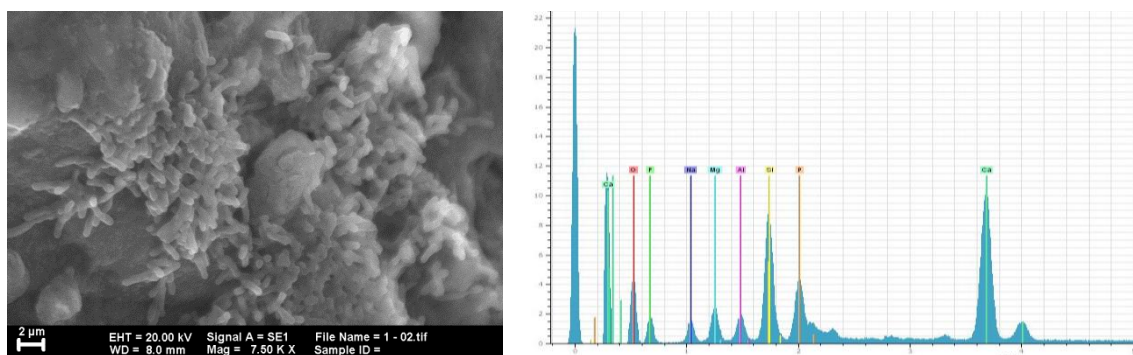 2 µm
EHT = 20.00 kV Signal A = SE1 File Name = 1 - 02.tif
WD = 8.0 mm Mag = 7.50 K X Sample ID =
22
20
18
16
14
12
10
8
6
4
2
0
Ca O F Na Mg Al Si P Ca
0 1 2 3 4